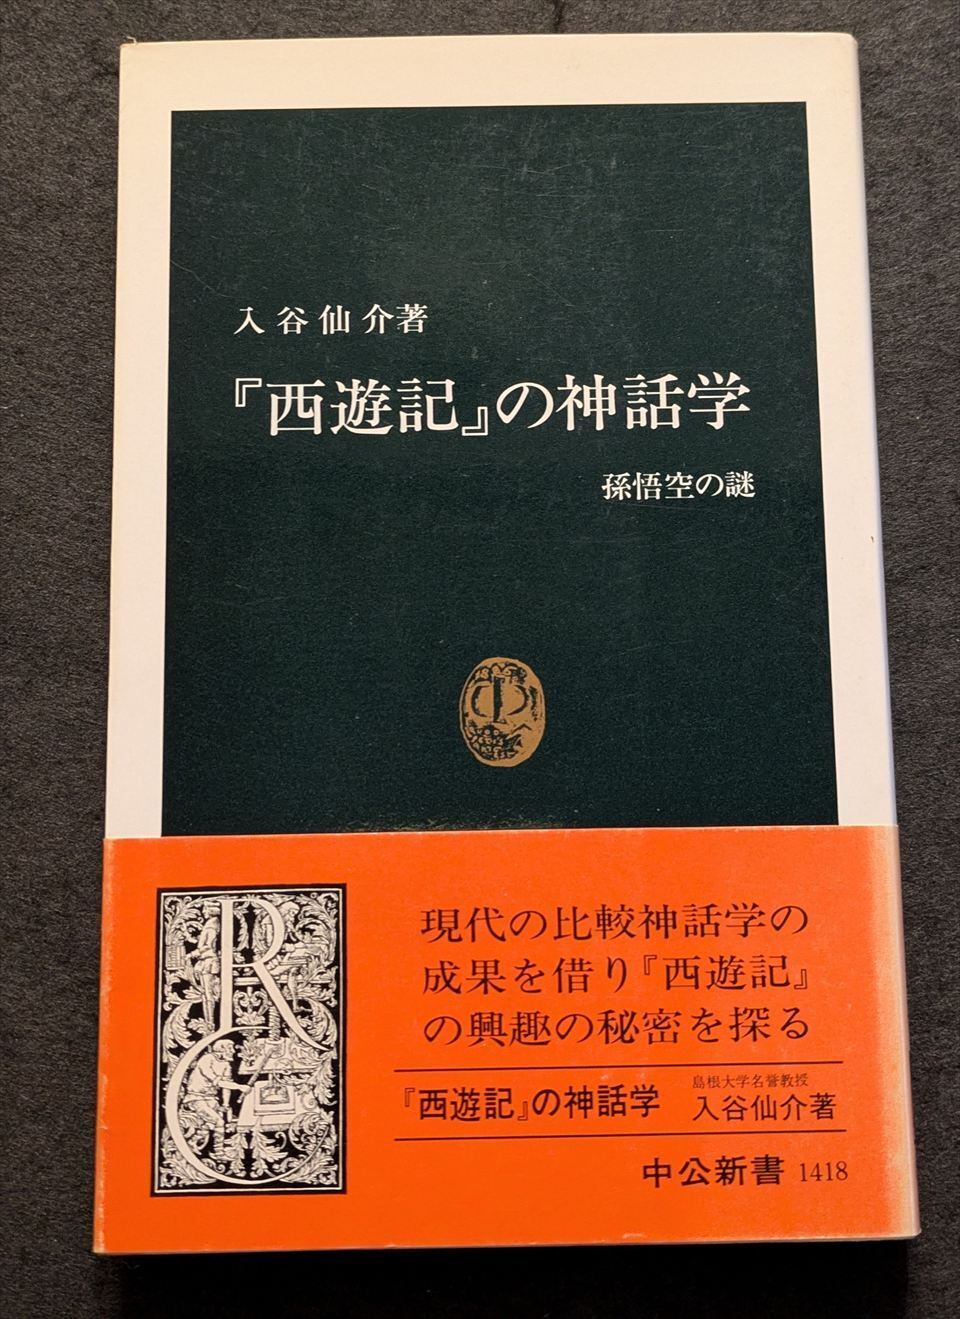 入谷仙介著
『西遊記』の神話学
孫悟空の謎
現代の比較神話学の
成果を借り『西遊記』
の興趣の秘密を探る
『西遊記』の神話学
島根大学名誉教授
入谷仙介著
中公新書 1418
R
C